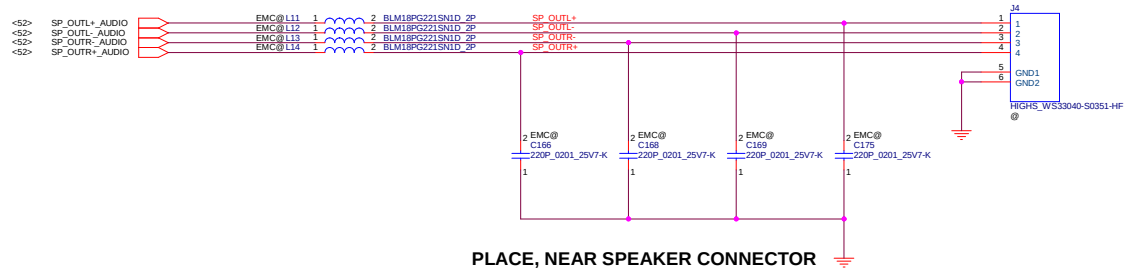 J4
<52> SP_OUTL+_AUDIO EMC@ L11 1 2 BLM18PG221SN1D_2P SP_OUTL+ 1 1
<52> SP_OUTL-_AUDIO EMC@ L12 1 2 BLM18PG221SN1D_2P SP_OUTL- 2 2
<52> SP_OUTR-_AUDIO EMC@ L13 1 2 BLM18PG221SN1D_2P SP_OUTR- 3 3
<52> SP_OUTR+_AUDIO EMC@ L14 1 2 BLM18PG221SN1D_2P SP_OUTR+ 4 4
5 GND1
6 GND2
HIGHS_WS33040-S0351-HF
@
2 EMC@ 2 EMC@ 2 EMC@ 2 EMC@
C166 C168 C169 C175
220P_0201_25V7-K 220P_0201_25V7-K 220P_0201_25V7-K 220P_0201_25V7-K
1 1 1 1
PLACE, NEAR SPEAKER CONNECTOR